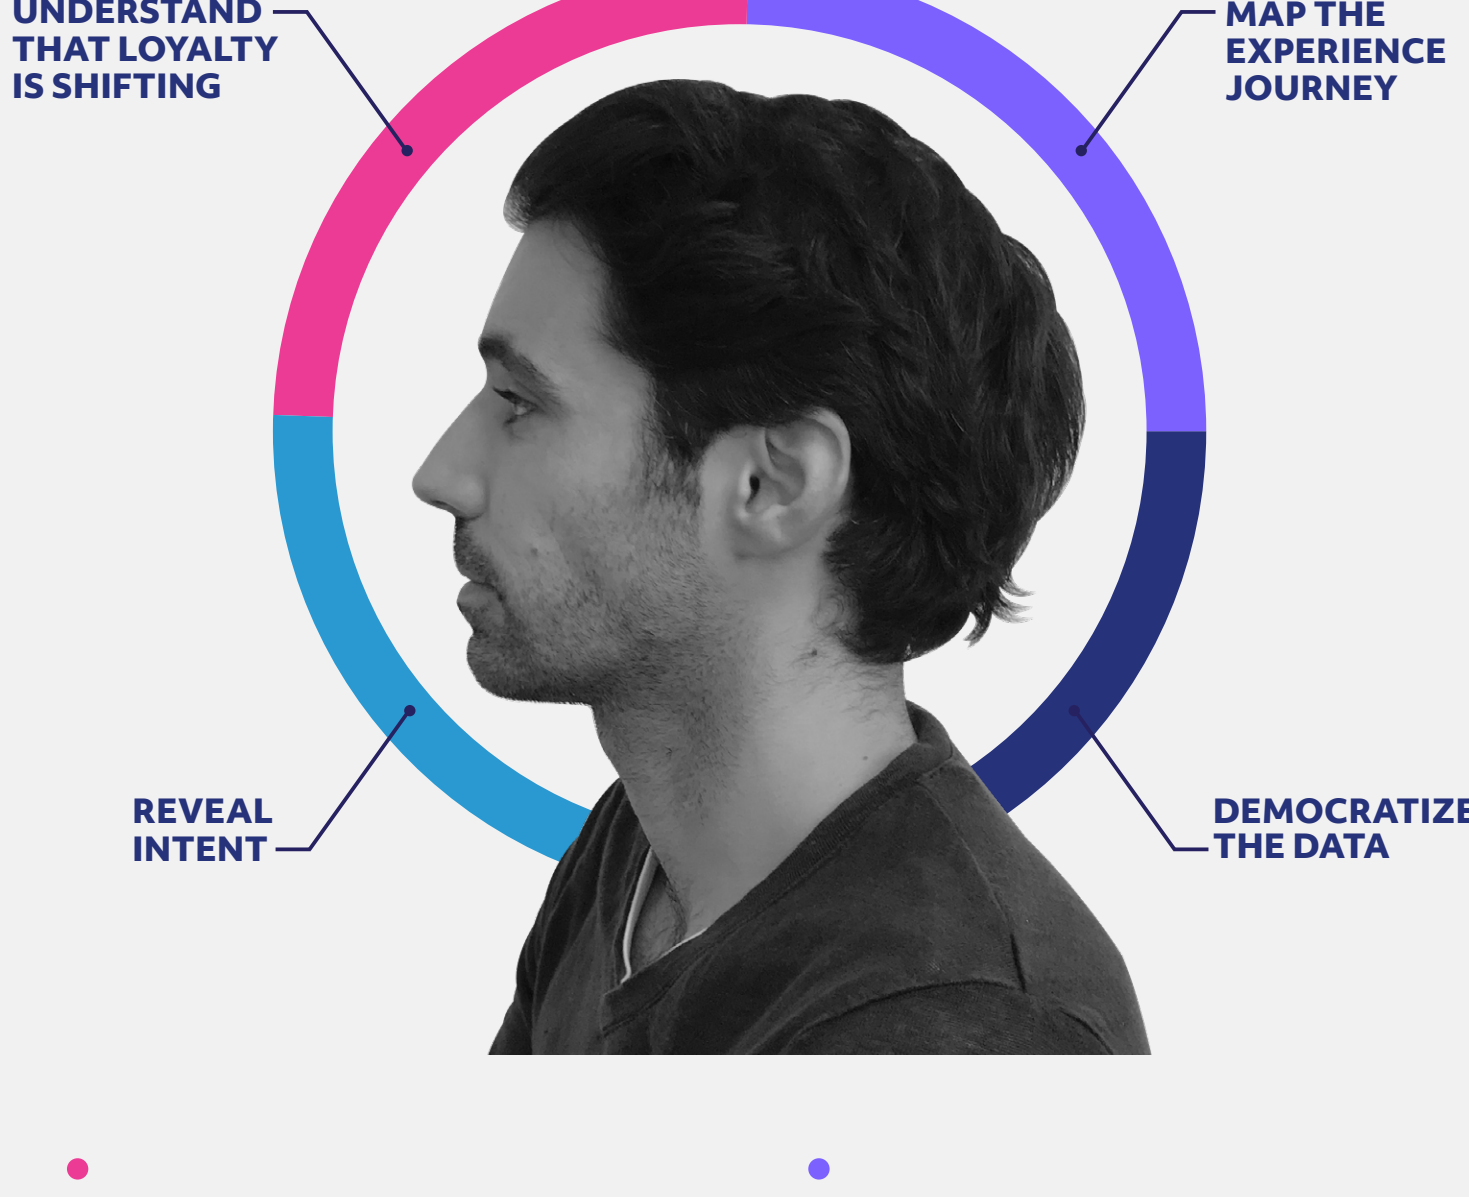 UNDERSTAND
THAT LOYALTY
IS SHIFTING
MAP THE
EXPERIENCE
JOURNEY
REVEAL
INTENT
DEMOCRATIZE
THE DATA